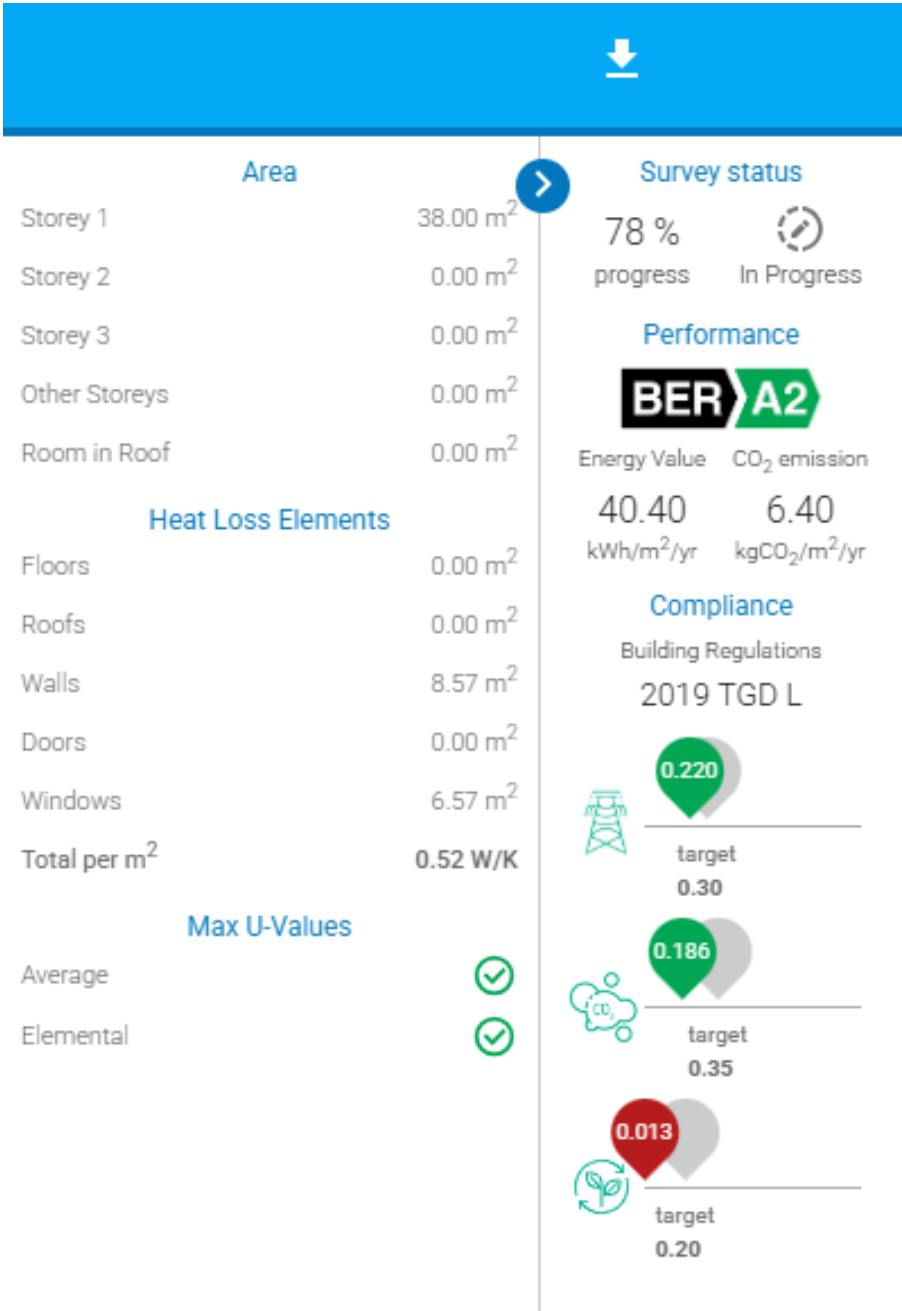 Area
Storey 1 38.00 m²
Storey 2 0.00 m²
Storey 3 0.00 m²
Other Storeys 0.00 m²
Room in Roof 0.00 m²
Heat Loss Elements
Floors 0.00 m²
Roofs 0.00 m²
Walls 8.57 m²
Doors 0.00 m²
Windows 6.57 m²
Total per m² 0.52 W/K
Max U-Values
Average
Elemental
Survey status
78 %
progress In Progress
Performance
BER A2
Energy Value CO₂ emission
40.40 6.40
kWh/m²/yr kgCO₂/m²/yr
Compliance
Building Regulations
2019 TGD L
0.220
target
0.30
0.186
CO₂
target
0.35
0.013
target
0.20